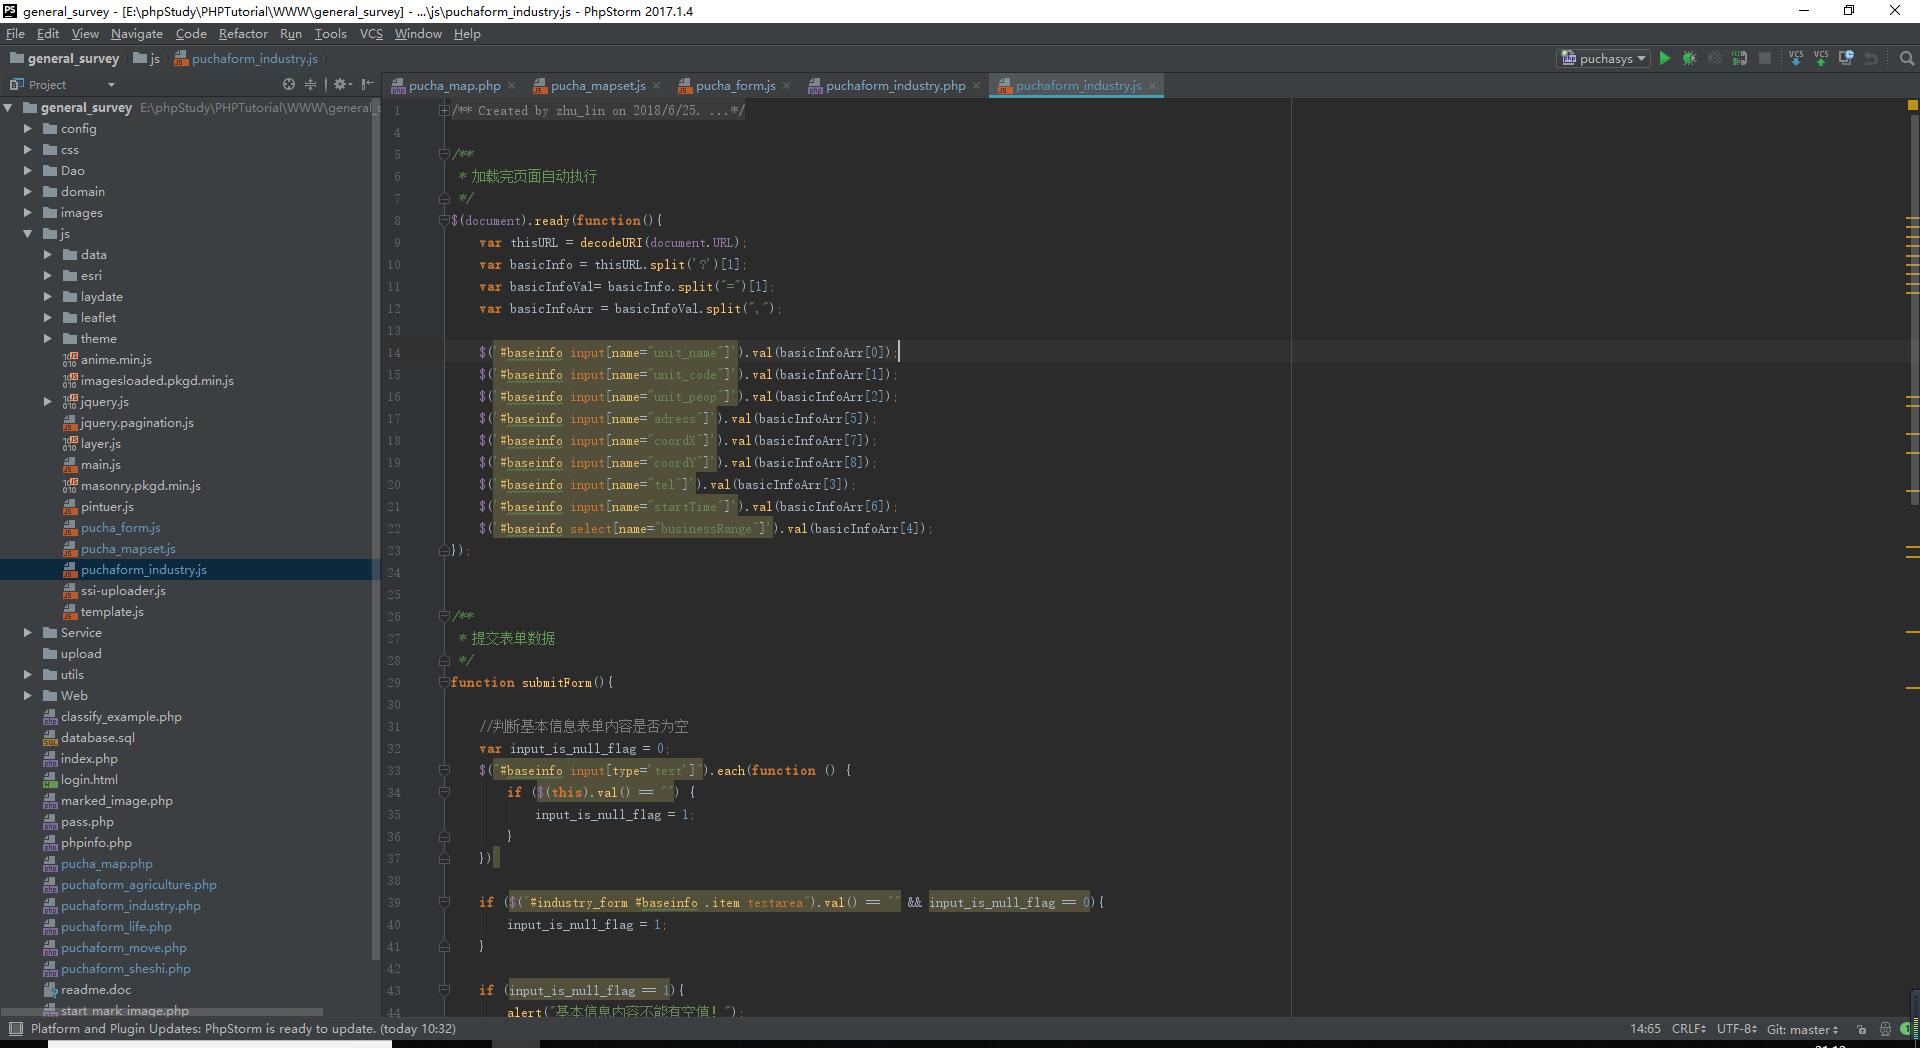 general_survey - [E:\phpStudy\PHPTutorial\WWW\general_survey] - ...\js\puchaform_industry.js - PhpStorm 2017.1.4
File Edit View Navigate Code Refactor Run Tools VCS Window Help
general_survey js puchaform_industry.js
puchasys
VCS VCS
Project
pucha_map.php pucha_mapset.js pucha_form.js puchaform_industry.php puchaform_industry.js
general_survey E:\phpStudy\PHPTutorial\WWW\general_s
config
css
Dao
domain
images
js
data
esri
laydate
leaflet
theme
anime.min.js
imagesloaded.pkgd.min.js
jquery.js
jquery.pagination.js
layer.js
main.js
masonry.pkgd.min.js
pintuer.js
pucha_form.js
pucha_mapset.js
puchaform_industry.js
ssi-uploader.js
template.js
Service
upload
utils
Web
classify_example.php
database.sql
index.php
login.html
marked_image.php
pass.php
phpinfo.php
pucha_map.php
puchaform_agriculture.php
puchaform_industry.php
puchaform_life.php
puchaform_move.php
puchaform_sheshi.php
readme.doc
start mark image.php
1 /** Created by zhu_lin on 2018/6/25. ...*/
4
5 /**
6 * 加载完页面自动执行
7 */
8 $(document).ready(function(){
9 var thisURL = decodeURI(document.URL);
10 var basicInfo = thisURL.split('?')[1];
11 var basicInfoVal= basicInfo.split("=")[1];
12 var basicInfoArr = basicInfoVal.split(",");
13
14 $('#baseinfo input[name="unit_name"]').val(basicInfoArr[0]);
15 $('#baseinfo input[name="unit_code"]').val(basicInfoArr[1]);
16 $('#baseinfo input[name="unit_peop"]').val(basicInfoArr[2]);
17 $('#baseinfo input[name="adress"]').val(basicInfoArr[5]);
18 $('#baseinfo input[name="coordX"]').val(basicInfoArr[7]);
19 $('#baseinfo input[name="coordY"]').val(basicInfoArr[8]);
20 $('#baseinfo input[name="tel"]').val(basicInfoArr[3]);
21 $('#baseinfo input[name="startTime"]').val(basicInfoArr[6]);
22 $('#baseinfo select[name="businessRange"]').val(basicInfoArr[4]);
23 });
24
25
26 /**
27 * 提交表单数据
28 */
29 function submitForm(){
30
31 //判断基本信息表单内容是否为空
32 var input_is_null_flag = 0;
33 $("#baseinfo input[type='text']").each(function () {
34 if ($(this).val() == "") {
35 input_is_null_flag = 1;
36 }
37 })
38
39 if ($("#industry_form #baseinfo .item textarea").val() == "" && input_is_null_flag == 0){
40 input_is_null_flag = 1;
41 }
42
43 if (input_is_null_flag == 1){
44 alert("基本信息内容不能有空值！");
Platform and Plugin Updates: PhpStorm is ready to update. (today 10:32)
14:65 CRLF UTF-8 Git: master